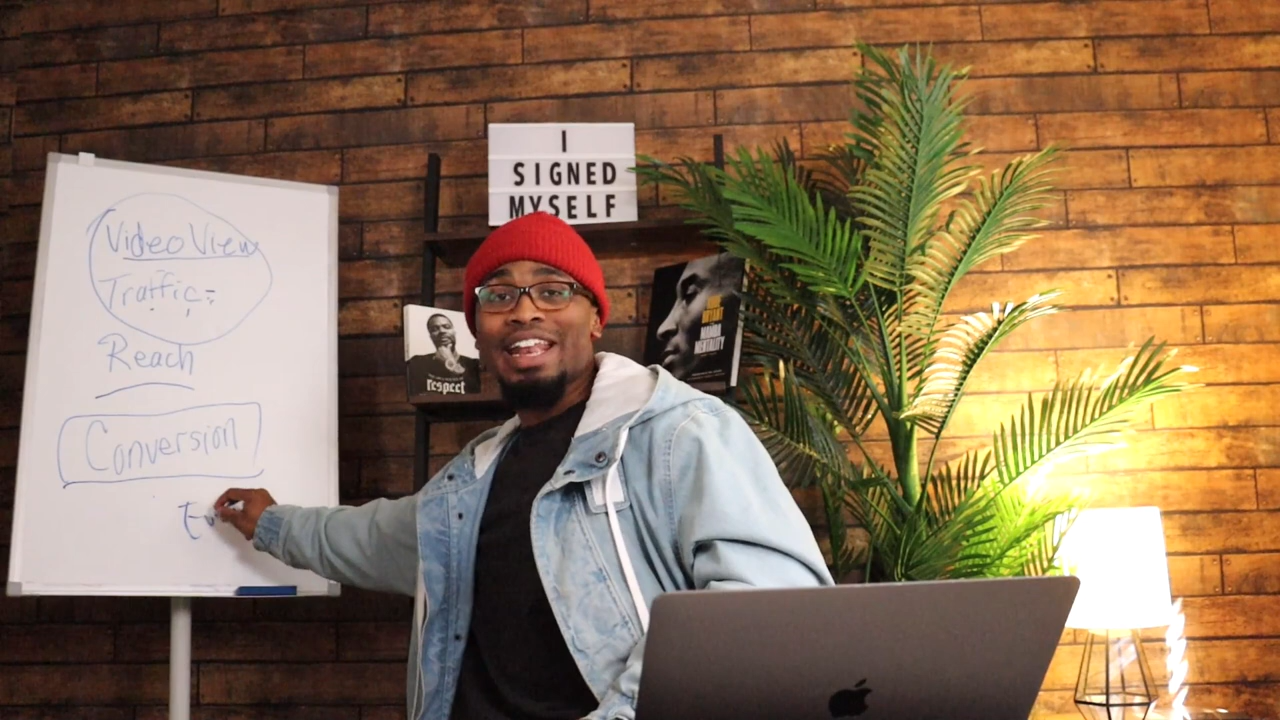 Video View
Traffic
Reach
Conversion
I
SIGNED
MYSELF
respect
MAMBA
MENTALITY